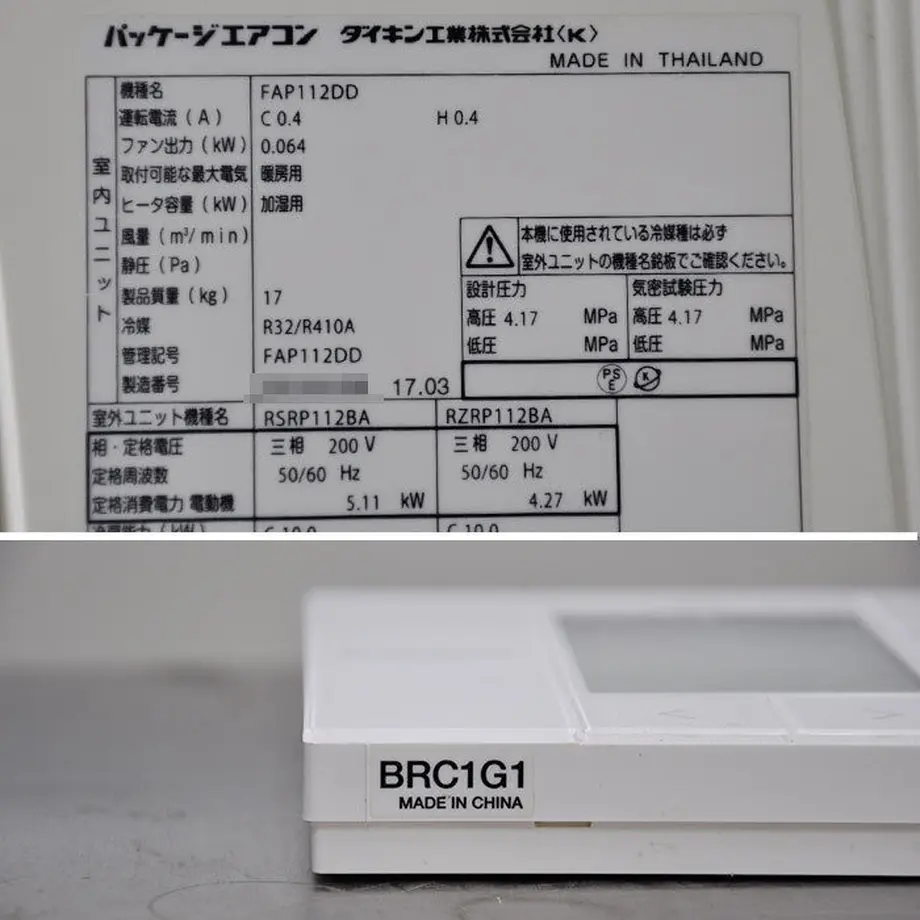 パッケージエアコン ダイキン工業株式会社〈K〉
MADE IN THAILAND
室内ユニット
機種名 FAP112DD
運転電流(A) C 0.4 H 0.4
ファン出力(kW) 0.064
取付可能な最大電気 暖房用
ヒータ容量(kW) 加湿用
風量(m³/min)
静圧(Pa)
製品質量(kg) 17
冷媒 R32/R410A
管理記号 FAP112DD
製造番号 17.03
本機に使用されている冷媒種は必ず
室外ユニットの機種名銘板でご確認ください。
設計圧力 気密試験圧力
高圧 4.17 MPa 高圧 4.17 MPa
低圧 MPa 低圧 MPa
PS
E
K
室外ユニット機種名 RSRP112BA RZRP112BA
相・定格電圧 三相 200 V 三相 200 V
定格周波数 50/60 Hz 50/60 Hz
定格消費電力 電動機 5.11 kW 4.27 kW
BRC1G1
MADE IN CHINA